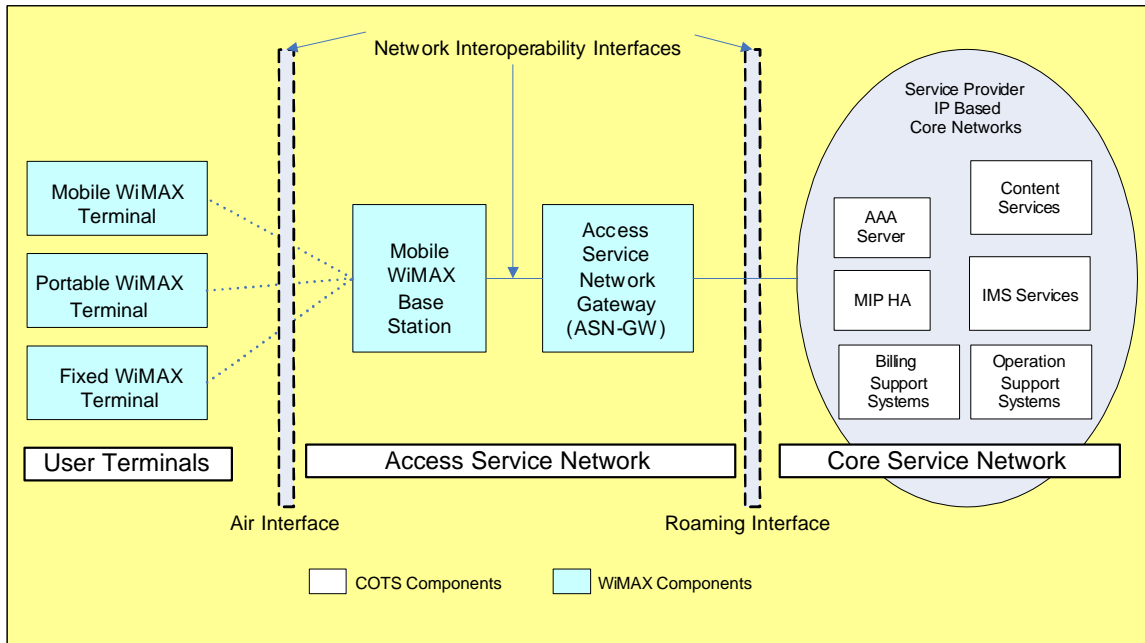 Network Interoperability Interfaces
Service Provider
IP Based
Core Networks
Mobile WiMAX
Terminal
Portable WiMAX
Terminal
Fixed WiMAX
Terminal
Mobile
WiMAX
Base
Station
Access
Service
Network
Gateway
(ASN-GW)
AAA
Server
Content
Services
MIP HA
IMS Services
Billing
Support
Systems
Operation
Support
Systems
User Terminals
Access Service Network
Core Service Network
Air Interface
Roaming Interface
COTS Components
WiMAX Components